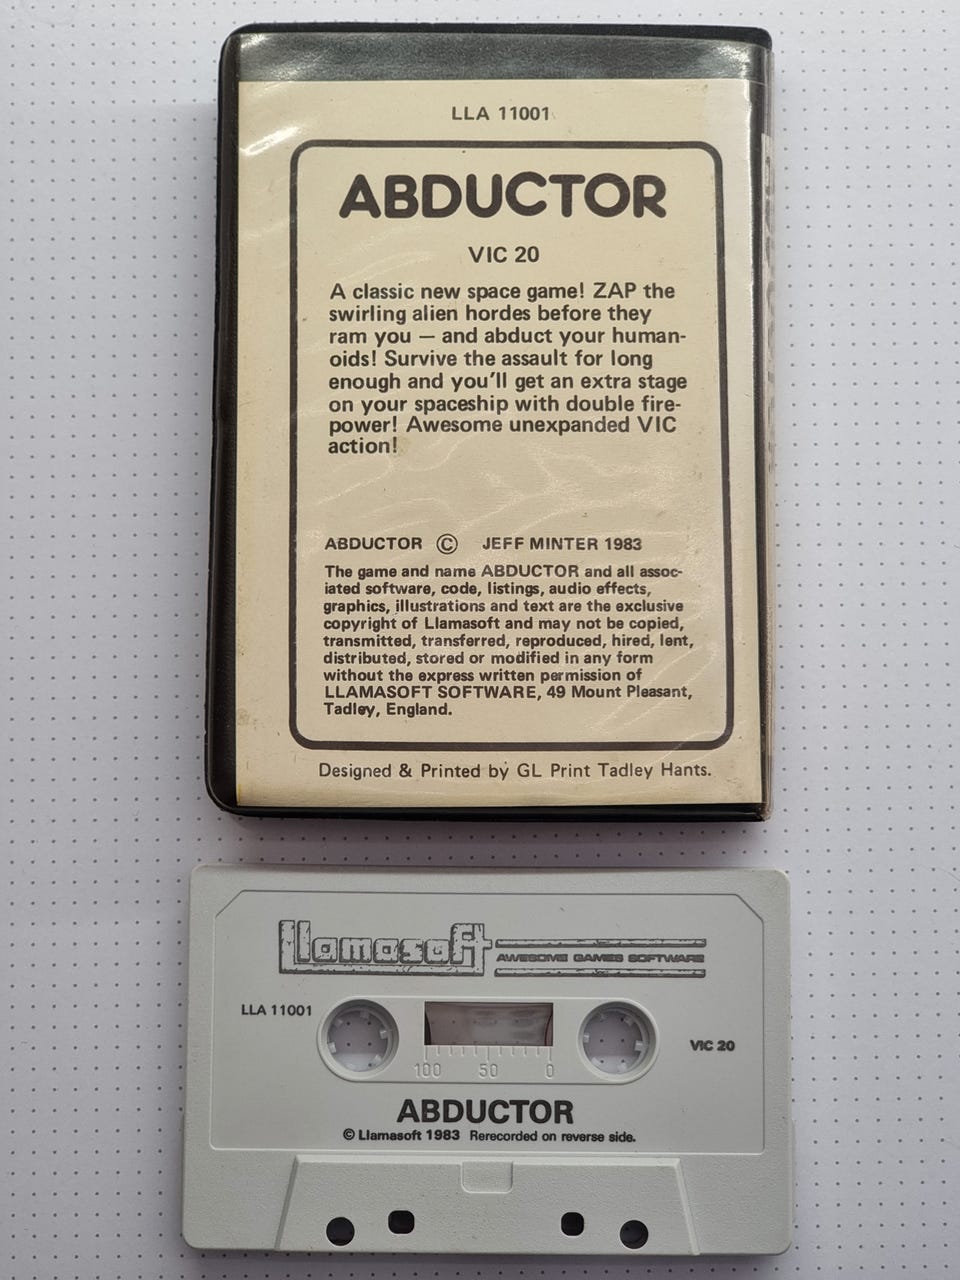 LLA 11001
ABDUCTOR
VIC 20
A classic new space game! ZAP the
swirling alien hordes before they
ram you — and abduct your human-
oids! Survive the assault for long
enough and you'll get an extra stage
on your spaceship with double fire-
power! Awesome unexpanded VIC
action!
ABDUCTOR © JEFF MINTER 1983
The game and name ABDUCTOR and all assoc-
iated software, code, listings, audio effects,
graphics, illustrations and text are the exclusive
copyright of Llamasoft and may not be copied,
transmitted, transferred, reproduced, hired, lent,
distributed, stored or modified in any form
without the express written permission of
LLAMASOFT SOFTWARE, 49 Mount Pleasant,
Tadley, England.
Designed & Printed by GL Print Tadley Hants.
llamasoft
AWESOME GAMES SOFTWARE
LLA 11001
VIC 20
100 50 0
ABDUCTOR
© Llamasoft 1983 Rerecorded on reverse side.